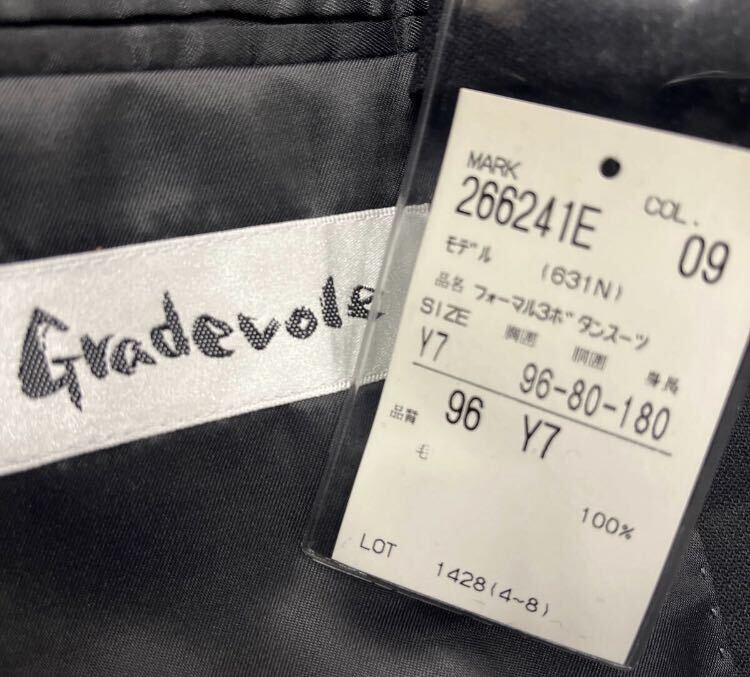 Gradevole
MARK COL.
266241E 09
モデル (631N)
品名 フォーマル3ボタンスーツ
SIZE 胸囲 胴囲 身長
Y7 96-80-180
品質 96 Y7
毛 100%
LOT 1428(4~8)